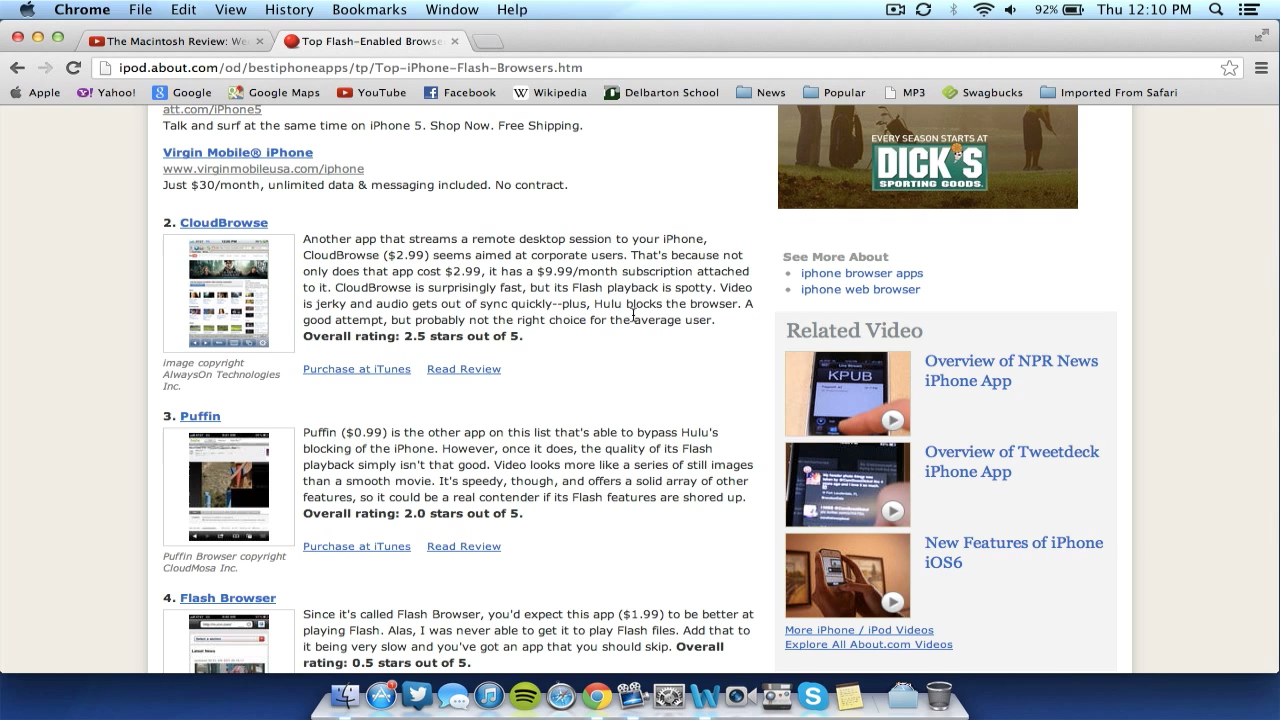 Chrome File Edit View History Bookmarks Window Help 92% Thu 12:10 PM
The Macintosh Review: We
Top Flash-Enabled Browse
ipod.about.com/od/bestiphoneapps/tp/Top-iPhone-Flash-Browsers.htm
Apple Yahoo! Google Google Maps YouTube Facebook Wikipedia Delbarton School News Popular MP3 Swagbucks Imported From Safari
att.com/iPhone5
Talk and surf at the same time on iPhone 5. Shop Now. Free Shipping.
Virgin Mobile® iPhone
www.virginmobileusa.com/iphone
Just $30/month, unlimited data & messaging included. No contract.
2. CloudBrowse
Another app that streams a remote desktop session to your iPhone,
CloudBrowse ($2.99) seems aimed at corporate users. That's because not
only does the app cost $2.99, it has a $9.99/month subscription attached
to it. CloudBrowse is surprisingly fast, but its Flash playback is spotty. Video
is jerky and audio gets out of sync quickly--plus, Hulu blocks the browser. A
good attempt, but probably not the right choice for the average user.
Overall rating: 2.5 stars out of 5.
image copyright
AlwaysOn Technologies
Inc.
Purchase at iTunes Read Review
3. Puffin
Puffin ($0.99) is the other app on this list that's able to bypass Hulu's
blocking of the iPhone. However, once it does, the quality of its Flash
playback simply isn't that good. Video looks more like a series of still images
than smooth motion. It's speedy, though, and offers a solid array of other
features, so it could be a real contender if its Flash features are shored up.
Overall rating: 2.0 stars out of 5.
Puffin Browser copyright
CloudMosa Inc.
Purchase at iTunes Read Review
4. Flash Browser
Since it's called Flash Browser, you'd expect this app
to be better at
playing Flash. Alas, I was never able to get it to play Flash files. Add that to
it being very slow and you've got an app that you should skip. Overall
out of 5.
EVERY SEASON STARTS AT
DICK'S
SPORTING GOODS.
See More About
iphone browser apps
iphone web browser
Related Video
KPUB
Overview of NPR News
iPhone App
Overview of Tweetdeck
iPhone App
New Features of iPhone
iOS6
More iPhone / iPod Videos
Explore All About.com Videos